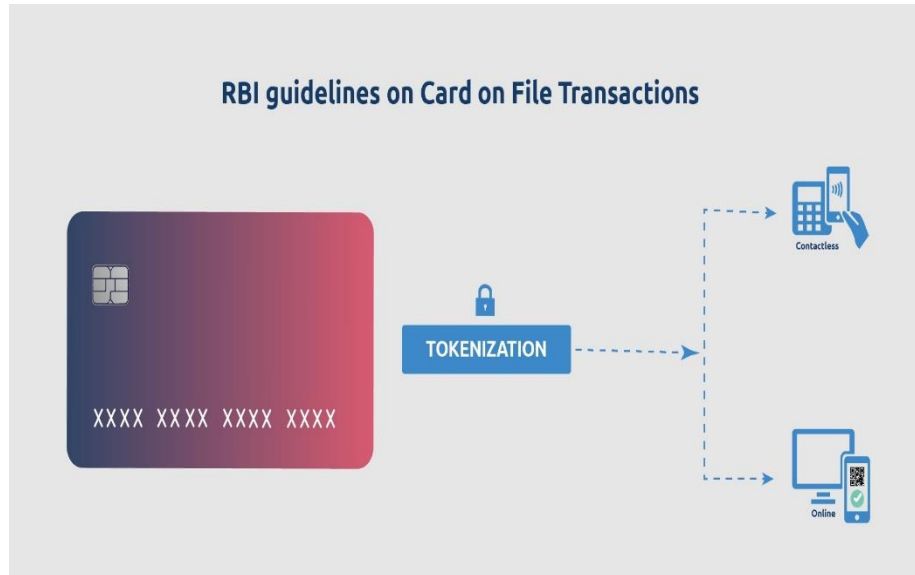 RBI guidelines on Card on File Transactions
Contactless
TOKENIZATION
XXXX XXXX XXXX XXXX
Online